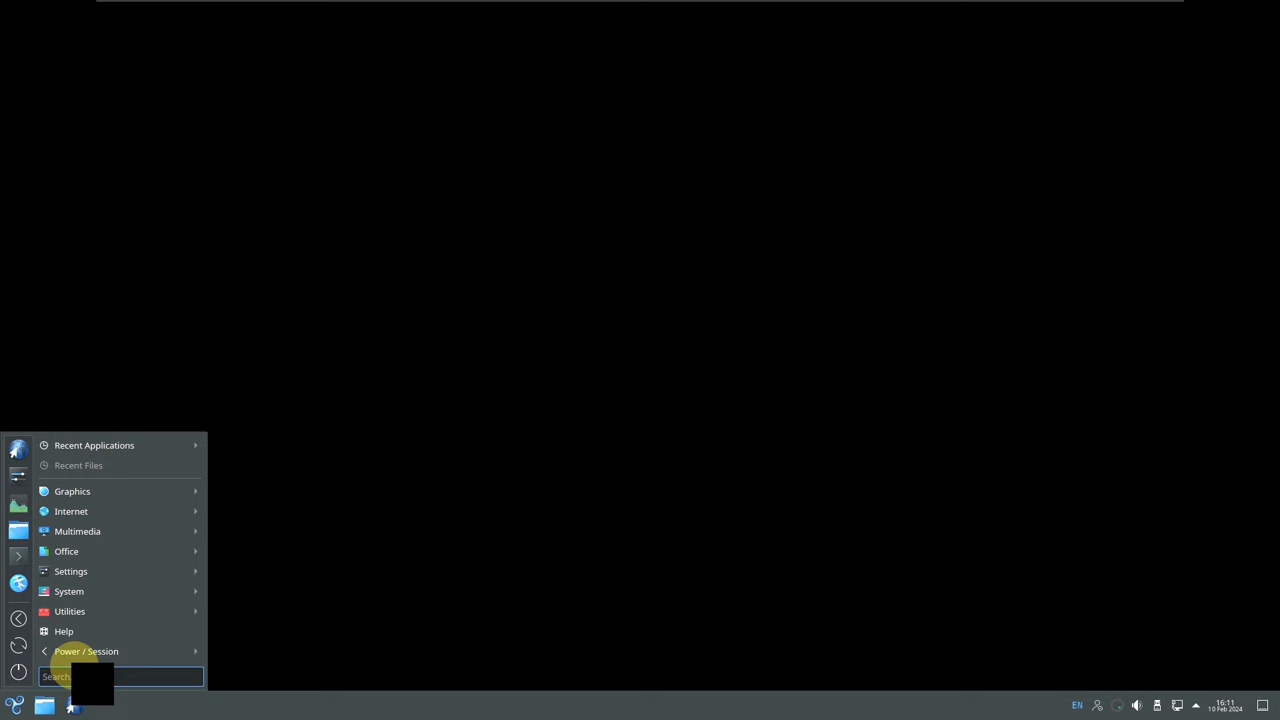 Recent Applications
Recent Files
Graphics
Internet
Multimedia
Office
Settings
System
Utilities
Help
Power / Session
Search
EN
16:11
10 Feb 2024